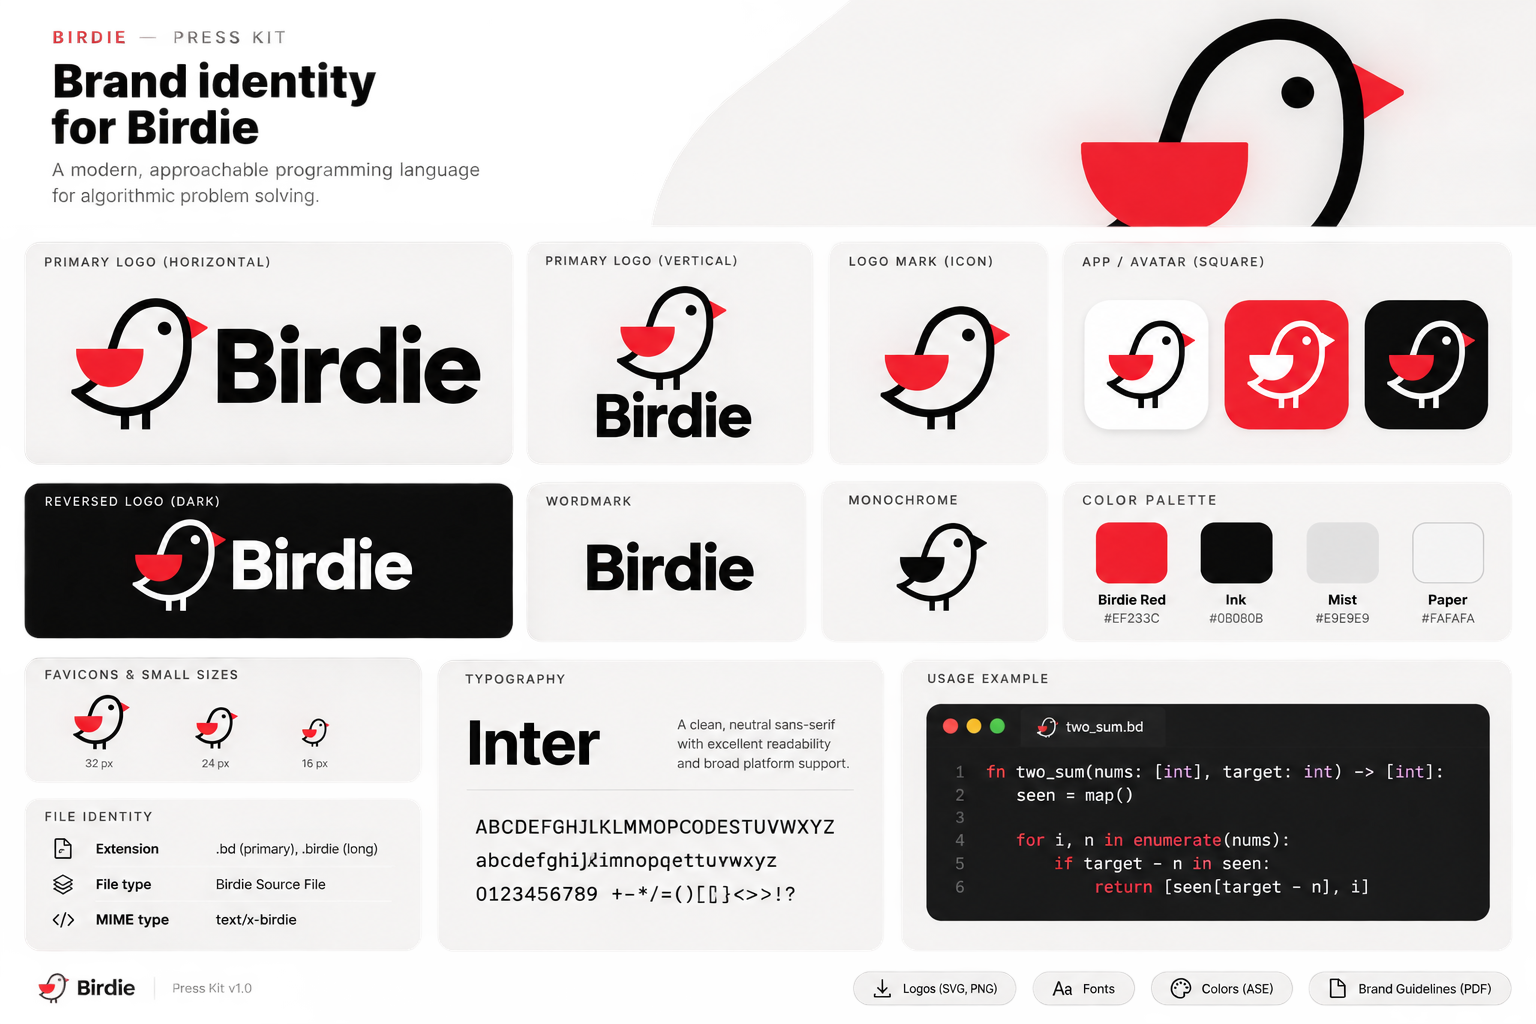 BIRDIE — PRESS KIT
Brand identity
for Birdie
A modern, approachable programming language
for algorithmic problem solving.
PRIMARY LOGO (HORIZONTAL)
Birdie
PRIMARY LOGO (VERTICAL)
Birdie
LOGO MARK (ICON)
APP / AVATAR (SQUARE)
REVERSED LOGO (DARK)
Birdie
WORDMARK
Birdie
MONOCHROME
COLOR PALETTE
Birdie Red
#EF233C
Ink
#0B080B
Mist
#E9E9E9
Paper
#FAFAFA
FAVICONS & SMALL SIZES
32 px
24 px
16 px
FILE IDENTITY
Extension .bd (primary), .birdie (long)
File type Birdie Source File
MIME type text/x-birdie
TYPOGRAPHY
Inter
A clean, neutral sans-serif
with excellent readability
and broad platform support.
ABCDEFGHJLKLMMOPCODESTUVWXYZ
0123456789
USAGE EXAMPLE
two_sum.bd
1 fn two_sum(nums: [int], target: int) -> [int]:
2 seen = map()
3
4 for i, n in enumerate(nums):
5 if target - n in seen:
6 return [seen[target - n], i]
Birdie
Press Kit v1.0
Logos (SVG, PNG)
Aa Fonts
Colors (ASE)
Brand Guidelines (PDF)